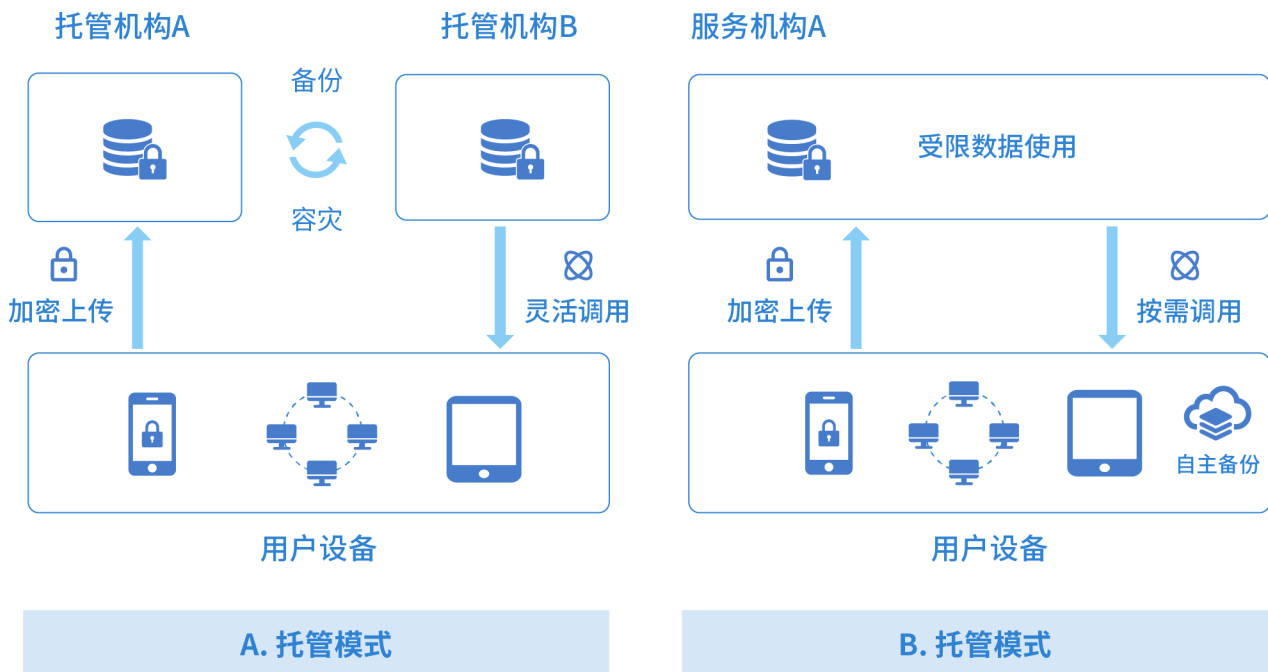 托管机构A
托管机构B
备份
容灾
加密上传
灵活调用
用户设备
A. 托管模式
服务机构A
受限数据使用
加密上传
按需调用
自主备份
用户设备
B. 托管模式